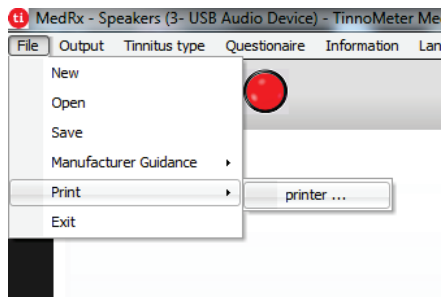 ti MedRx - Speakers (3- USB Audio Device) - TinnoMeter Me
File Output Tinnitus type Questionaire Information Lan
New
Open
Save
Manufacturer Guidance
Print
printer ...
Exit